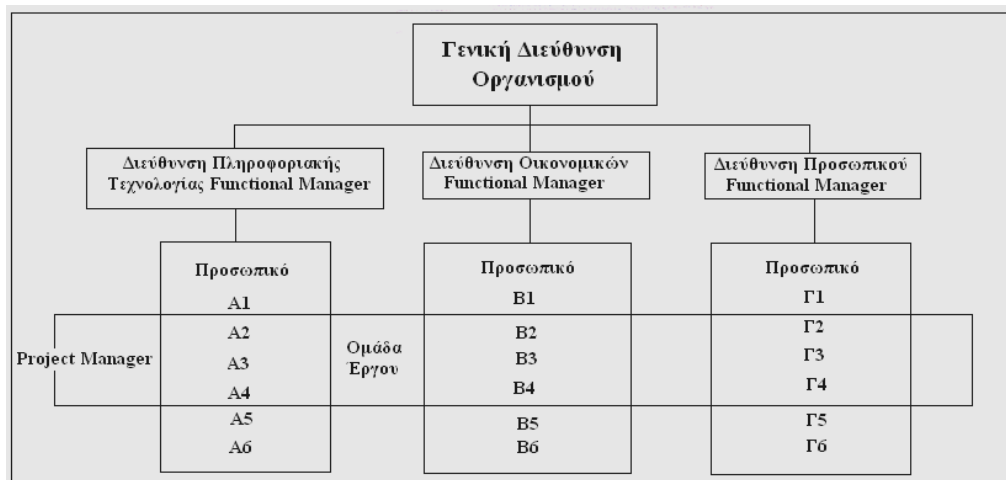 Γενική Διεύθυνση
Οργανισμού
Διεύθυνση Πληροφοριακής
Τεχνολογίας Functional Manager
Διεύθυνση Οικονομικών
Functional Manager
Διεύθυνση Προσωπικού
Functional Manager
Προσωπικό
Α1
Α2
Α3
Α4
Α5
Α6
Προσωπικό
Β1
Β2
Β3
Β4
Β5
Β6
Προσωπικό
Γ1
Γ2
Γ3
Γ4
Γ5
Γ6
Project Manager
Ομάδα
Έργου